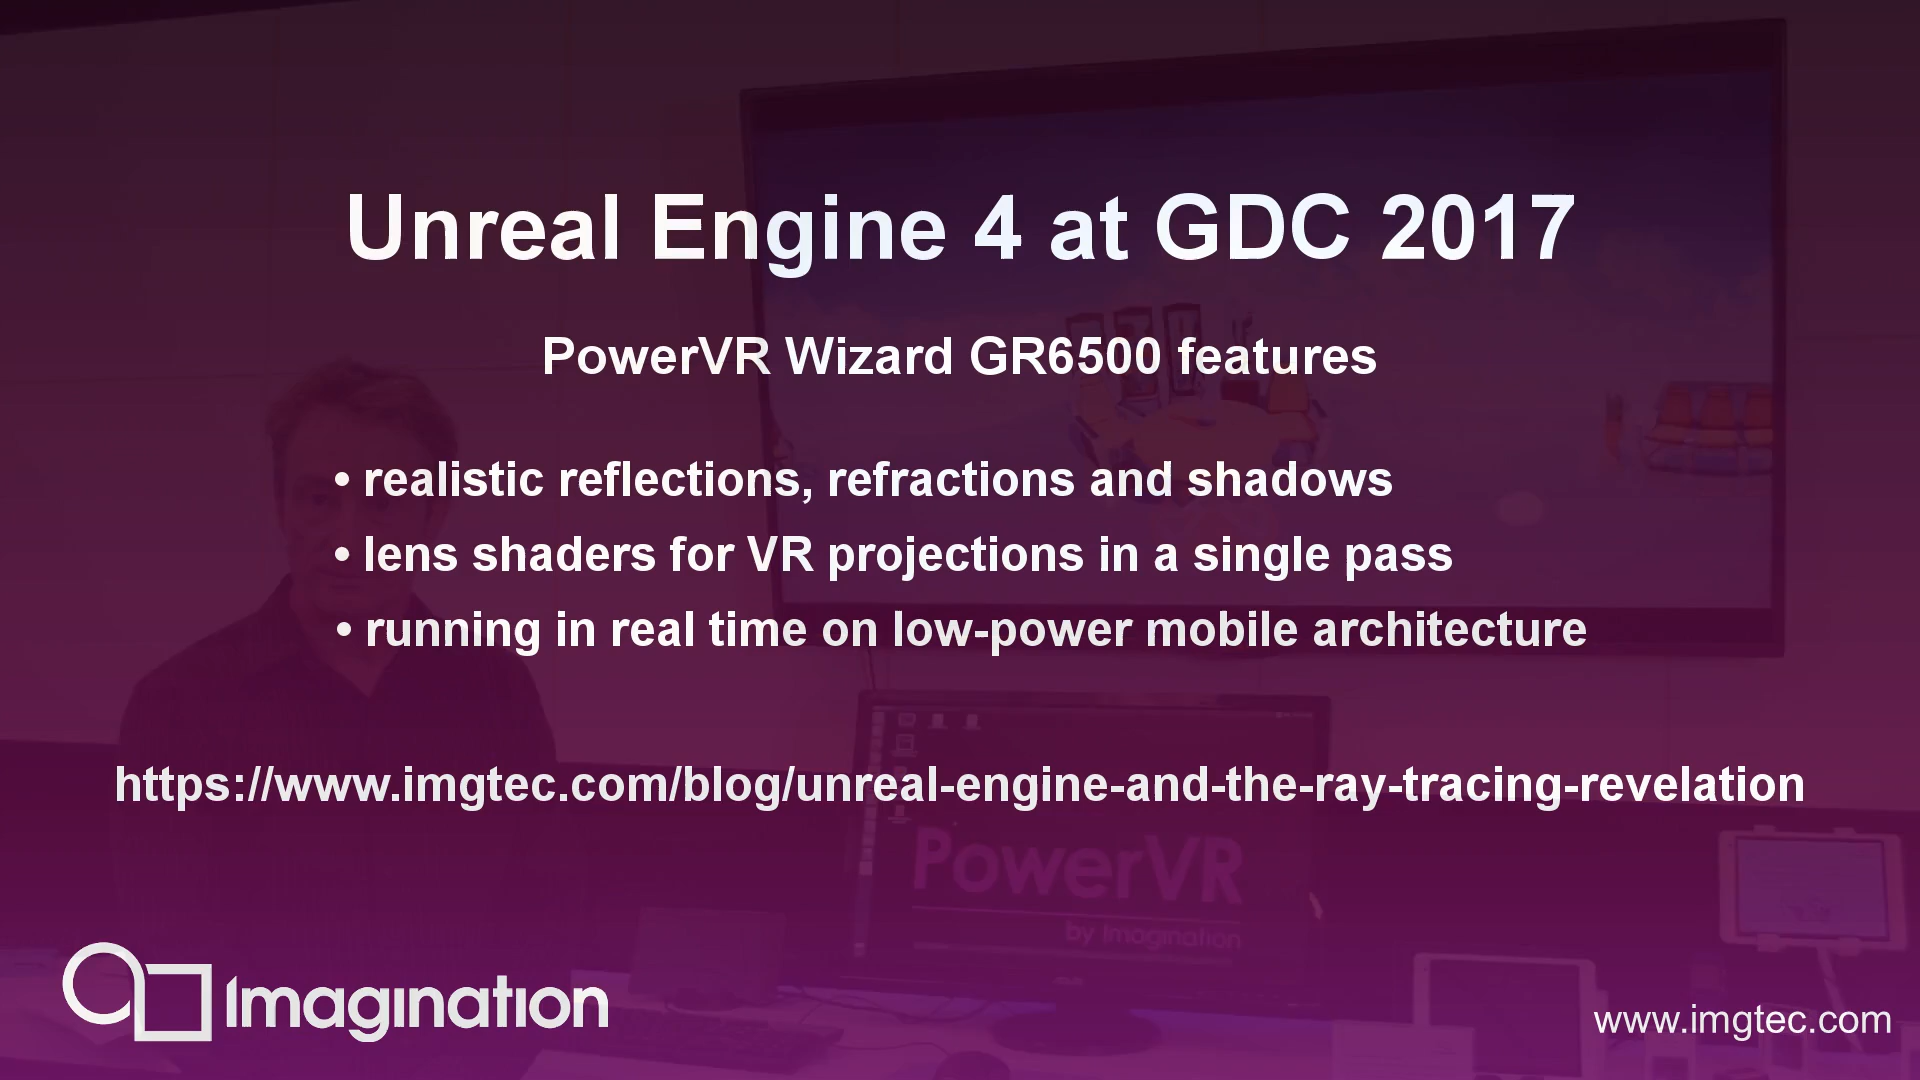 Unreal Engine 4 at GDC 2017
PowerVR Wizard GR6500 features
• realistic reflections, refractions and shadows
• lens shaders for VR projections in a single pass
• running in real time on low-power mobile architecture
https://www.imgtec.com/blog/unreal-engine-and-the-ray-tracing-revelation
PowerVR
by Imagination
Imagination
www.imgtec.com